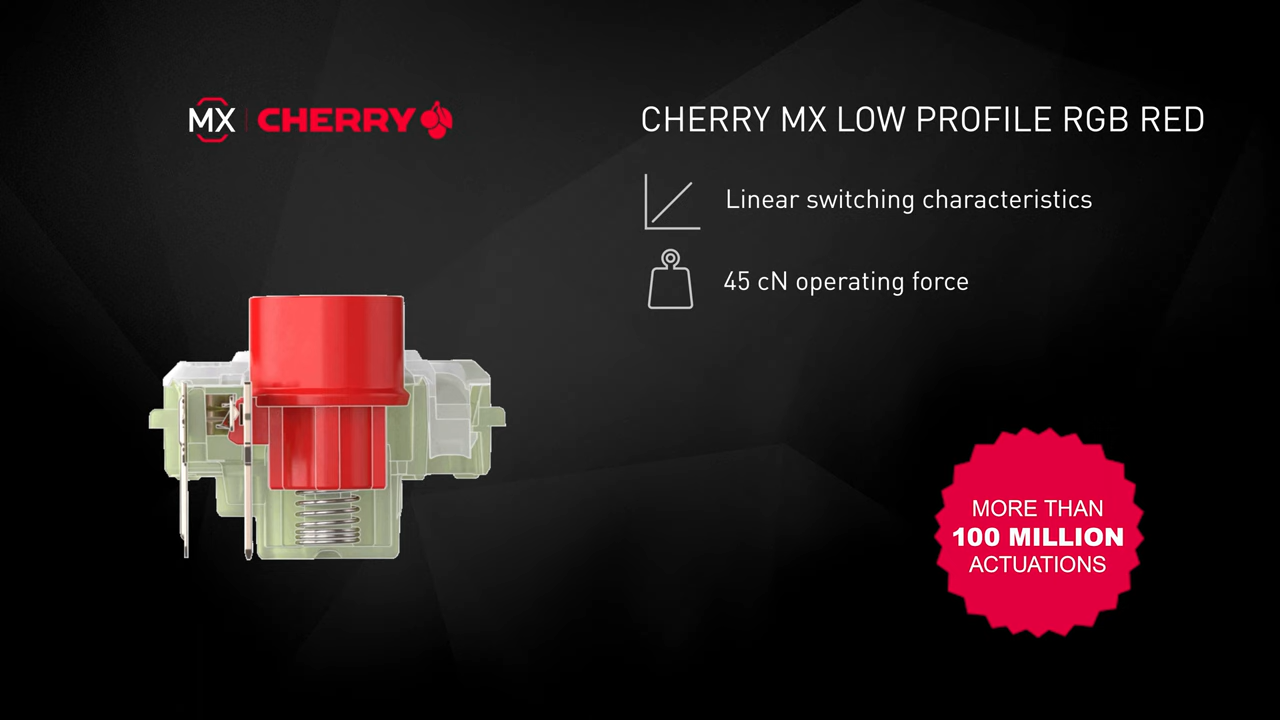 MX CHERRY
CHERRY MX LOW PROFILE RGB RED
Linear switching characteristics
45 cN operating force
MORE THAN
100 MILLION
ACTUATIONS